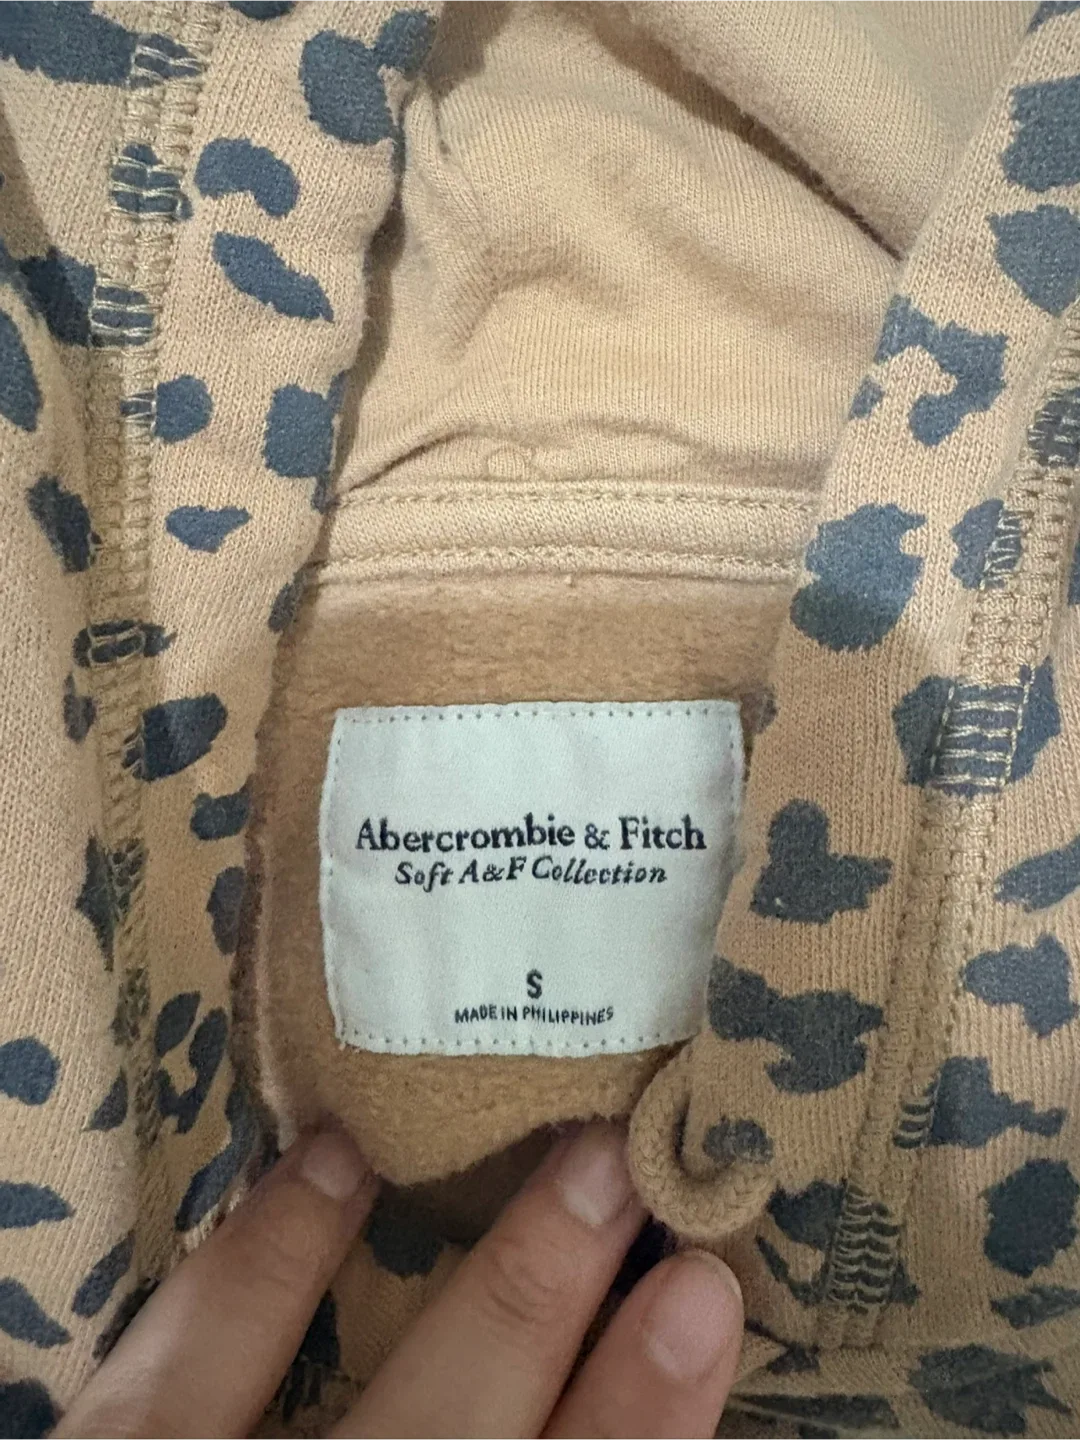 Abercrombie & Fitch
Soft A&F Collection
S
MADE IN PHILIPPINES